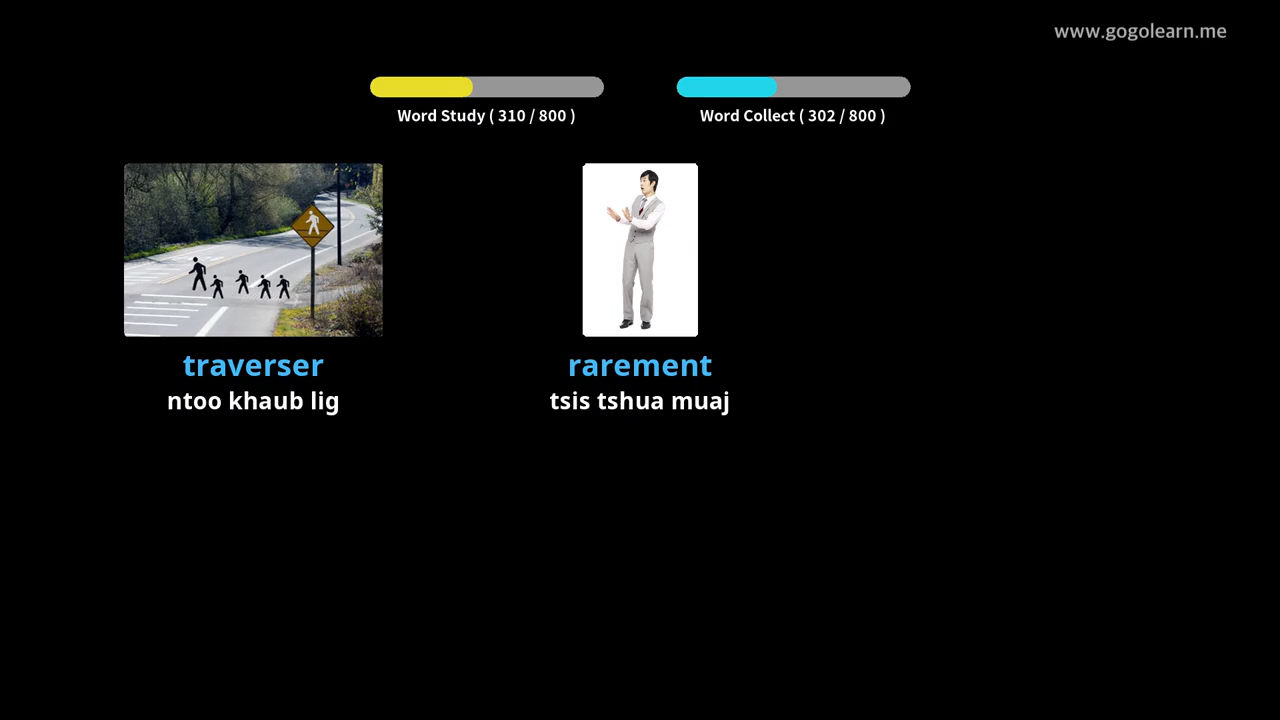 www.gogolearn.me
Word Study ( 310 / 800 )
Word Collect ( 302 / 800 )
traverser
ntoo khaub lig
rarement
tsis tshua muaj